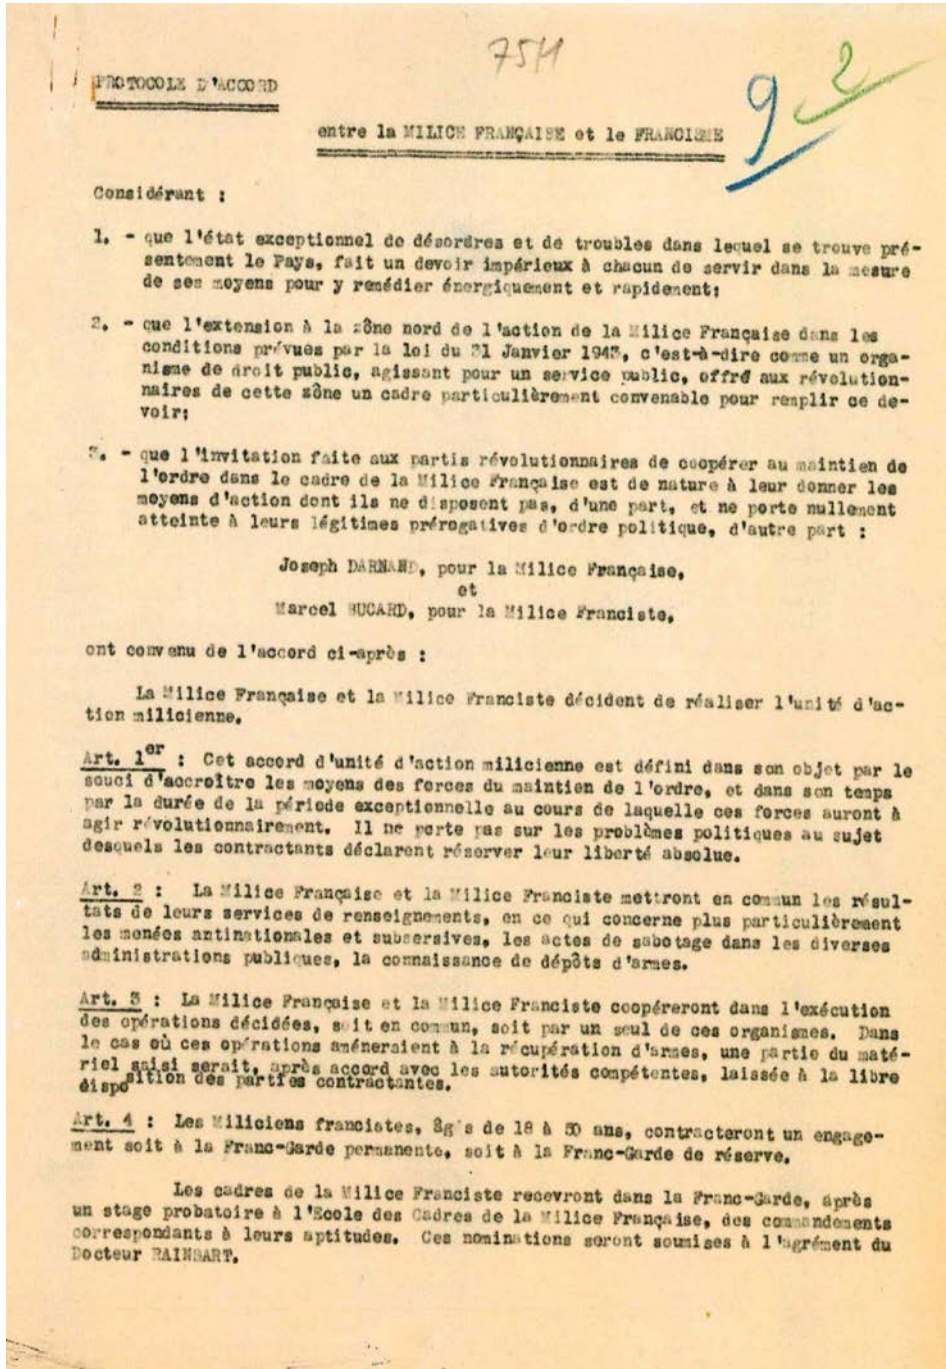 75H
9 2
PROTOCOLE D'ACCORD
entre la MILICE FRANÇAISE et le FRANCISME
Considérant :
1. - que l'état exceptionnel de désordres et de troubles dans lequel se trouve pré-
sentement le Pays, fait un devoir impérieux à chacun de servir dans la mesure
de ses moyens pour y remédier énergiquement et rapidement;
2. - que l'extension à la zône nord de l'action de la Milice Française dans les
conditions prévues par la loi du 31 Janvier 1943, c'est-à-dire comme un orga-
nisme de droit public, agissant pour un service public, offre aux révolution-
naires de cette zône un cadre particulièrement convenable pour remplir ce de-
voir;
3. - que l'invitation faite aux partis révolutionnaires de coopérer au maintien de
l'ordre dans le cadre de la Milice Française est de nature à leur donner les
moyens d'action dont ils ne disposent pas, d'une part, et ne porte nullement
atteinte à leurs légitimes prérogatives d'ordre politique, d'autre part :
Joseph DARNAND, pour la Milice Française,
et
Marcel BUCARD, pour la Milice Franciste,
ont convenu de l'accord ci-après :
La Milice Française et la Milice Franciste décident de réaliser l'unité d'ac-
tion milicienne.
Art. 1er : Cet accord d'unité d'action milicienne est défini dans son objet par le
souci d'accroître les moyens des forces du maintien de l'ordre, et dans son temps
par la durée de la période exceptionnelle au cours de laquelle ces forces auront à
agir révolutionnairement. Il ne porte pas sur les problèmes politiques au sujet
desquels les contractants déclarent réserver leur liberté absolue.
Art. 2 : La Milice Française et la Milice Franciste mettront en commun les résul-
tats de leurs services de renseignements, en ce qui concerne plus particulièrement
les menées antinationales et subsersives, les actes de sabotage dans les diverses
administrations publiques, la connaissance de dépôts d'armes.
Art. 3 : La Milice Française et la Milice Franciste coopéreront dans l'exécution
des opérations décidées, soit en commun, soit par un seul de ces organismes. Dans
le cas où ces opérations améneraient à la récupération d'armes, une partie du maté-
riel saisi serait, après accord avec les autorités compétentes, laissée à la libre
disposition des parties contractantes.
Art. 4 : Les Miliciens francistes, âgés de 18 à 50 ans, contracteront un engage-
ment soit à la Franc-Garde permanente, soit à la Franc-Garde de réserve.
Les cadres de la Milice Franciste recevront dans la Franc-Garde, après
un stage probatoire à l'Ecole des Cadres de la Milice Française, des commandements
correspondants à leurs aptitudes. Ces nominations seront soumises à l'agrément du
Docteur RAINSART.